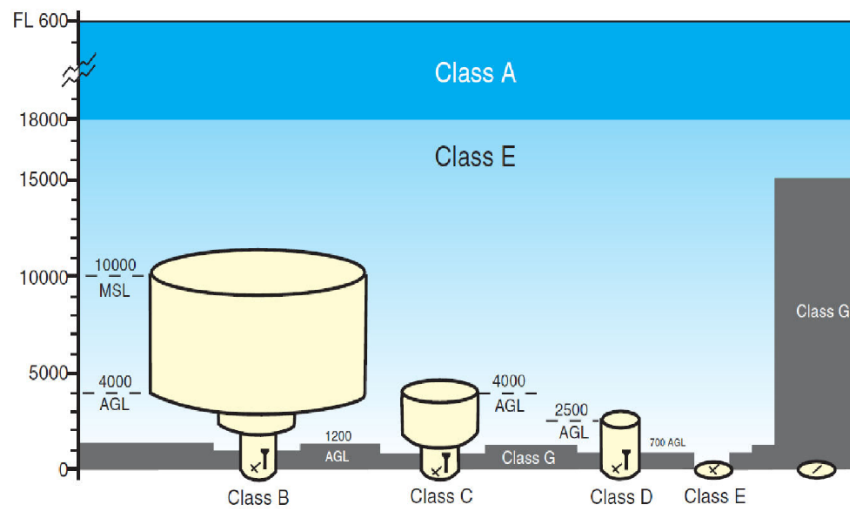 FL 600
Class A
18000
Class E
15000
10000
MSL
10000
Class G
5000
4000
AGL
4000
AGL
2500
AGL
1200
AGL
700 AGL
Class G
0
Class B
Class C
Class D
Class E